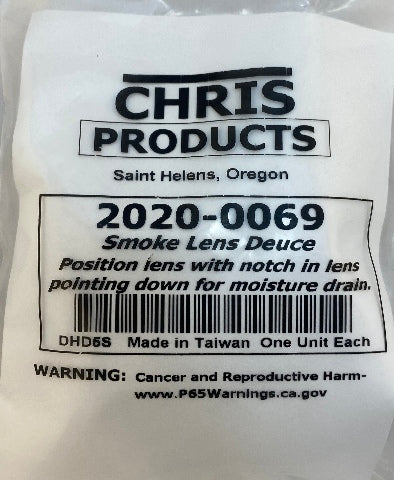 CHRIS
PRODUCTS
Saint Helens, Oregon
2020-0069
Smoke Lens Deuce
Position lens with notch in lens
pointing down for moisture drain.
DHD6S Made in Taiwan One Unit Each
WARNING: Cancer and Reproductive Harm-
www.P65Warnings.ca.gov